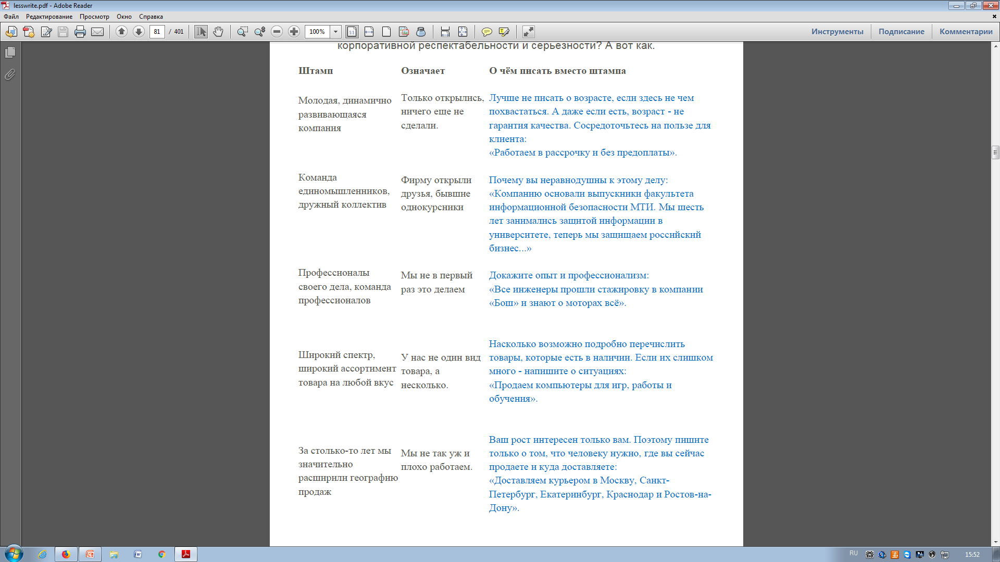 lesswrite.pdf - Adobe Reader
Файл Редактирование Просмотр Окно Справка
81 / 401 100% Инструменты Подписание Комментарии
корпоративной респектабельности и серьезности? А вот как.
Штамп Означает О чём писать вместо штампа
Молодая, динамично
развивающаяся
компания
Только открылись,
ничего еще не
сделали.
Лучше не писать о возрасте, если здесь не чем
похвастаться. А даже если есть, возраст - не
гарантия качества. Сосредоточьтесь на пользе для
клиента:
«Работаем в рассрочку и без предоплаты».
Команда
единомышленников,
дружный коллектив
Фирму открыли
друзья, бывшие
однокурсники
Почему вы неравнодушны к этому делу:
«Компанию основали выпускники факультета
информационной безопасности МТИ. Мы шесть
лет занимались защитой информации в
университете, теперь мы защищаем российский
бизнес...»
Профессионалы
своего дела, команда
профессионалов
Мы не в первый
раз это делаем
Докажите опыт и профессионализм:
«Все инженеры прошли стажировку в компании
«Бош» и знают о моторах всё».
Широкий спектр,
широкий ассортимент
товара на любой вкус
У нас не один вид
товара, а
несколько.
Насколько возможно подробно перечислить
товары, которые есть в наличии. Если их слишком
много - напишите о ситуациях:
«Продаем компьютеры для игр, работы и
обучения».
За столько-то лет мы
значительно
расширили географию
продаж
Мы не так уж и
плохо работаем.
Ваш рост интересен только вам. Поэтому пишите
только о том, что человеку нужно, где вы сейчас
продаете и куда доставляете:
«Доставляем курьером в Москву, Санкт-
Петербург, Екатеринбург, Краснодар и Ростов-на-
Дону».
RU 15:52